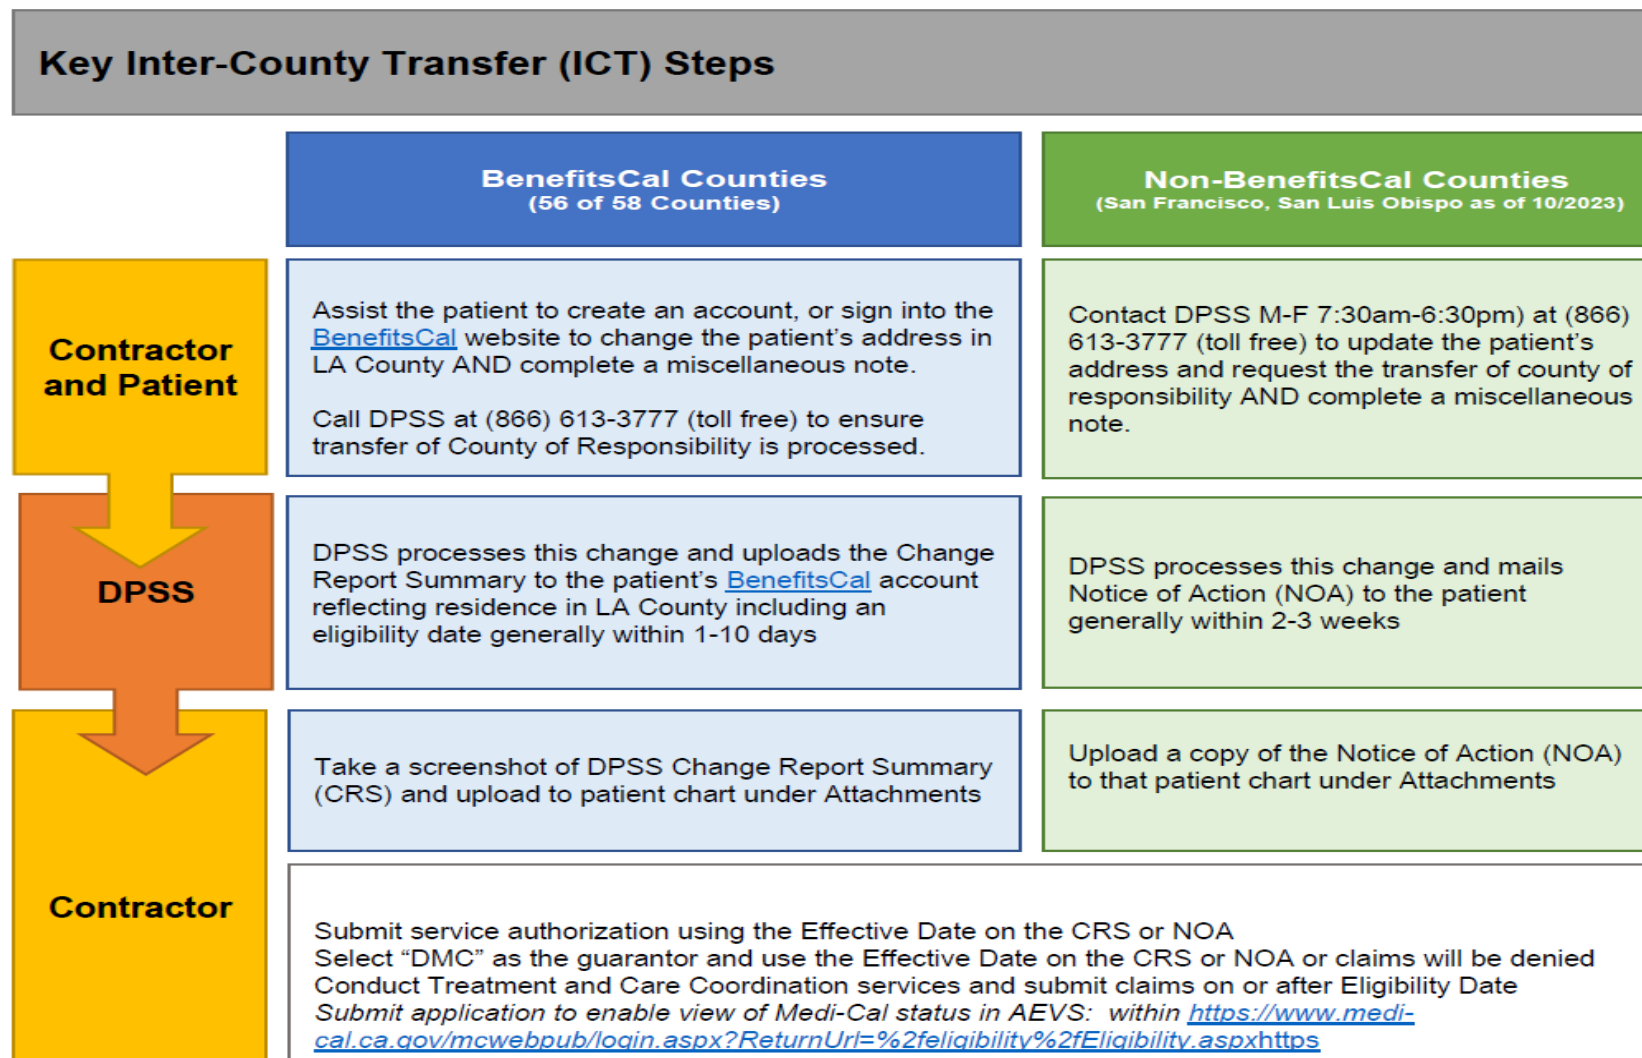 Key Inter-County Transfer (ICT) Steps
BenefitsCal Counties
(56 of 58 Counties)
Non-BenefitsCal Counties
(San Francisco, San Luis Obispo as of 10/2023)
Contractor
and Patient
Assist the patient to create an account, or sign into the
BenefitsCal website to change the patient's address in
LA County AND complete a miscellaneous note.
Call DPSS at (866) 613-3777 (toll free) to ensure
transfer of County of Responsibility is processed.
Contact DPSS M-F 7:30am-6:30pm) at (866)
613-3777 (toll free) to update the patient's
address and request the transfer of county of
responsibility AND complete a miscellaneous
note.
DPSS
DPSS processes this change and uploads the Change
Report Summary to the patient's BenefitsCal account
reflecting residence in LA County including an
eligibility date generally within 1-10 days
DPSS processes this change and mails
Notice of Action (NOA) to the patient
generally within 2-3 weeks
Contractor
Take a screenshot of DPSS Change Report Summary
(CRS) and upload to patient chart under Attachments
Upload a copy of the Notice of Action (NOA)
to that patient chart under Attachments
Submit service authorization using the Effective Date on the CRS or NOA
Select “DMC” as the guarantor and use the Effective Date on the CRS or NOA or claims will be denied
Conduct Treatment and Care Coordination services and submit claims on or after Eligibility Date
Submit application to enable view of Medi-Cal status in AEVS:  within https://www.medi-
cal.ca.gov/mcwebpub/login.aspx?ReturnUrl=%2feligibility%2fEligibility.aspxhttps